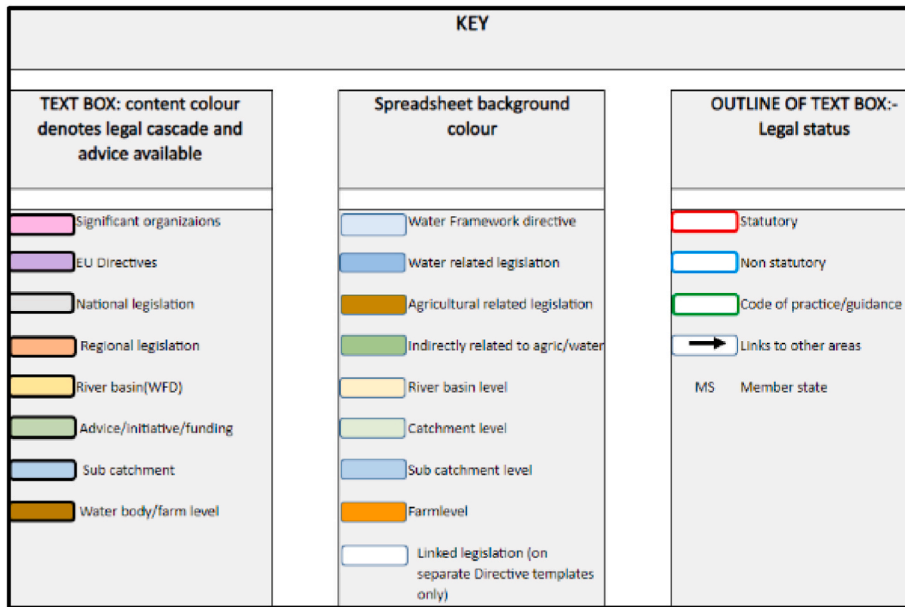 KEY
TEXT BOX: content colour
denotes legal cascade and
advice available
Significant organizaions
EU Directives
National legislation
Regional legislation
River basin(WFD)
Advice/initiative/funding
Sub catchment
Water body/farm level
Spreadsheet background
colour
Water Framework directive
Water related legislation
Agricultural related legislation
Indirectly related to agric/water
River basin level
Catchment level
Sub catchment level
Farmlevel
Linked legislation (on
separate Directive templates
only)
OUTLINE OF TEXT BOX:-
Legal status
Statutory
Non statutory
Code of practice/guidance
Links to other areas
MS Member state